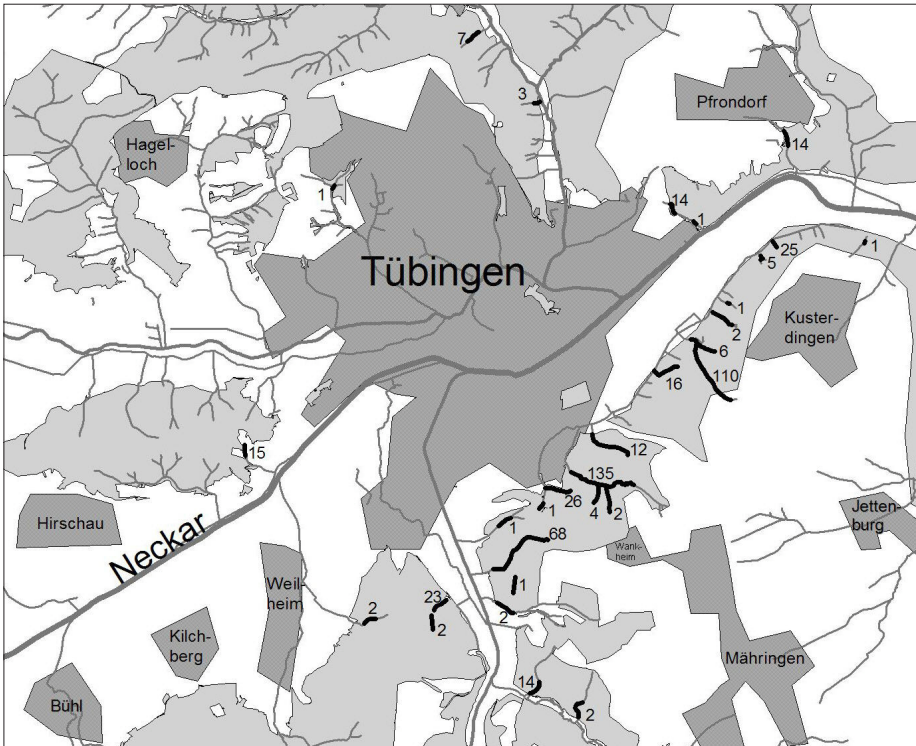 7
3
Pfrondorf
14
Hagel-
loch
1
14
1
Tübingen
25
1
5
1
2
Kuster-
dingen
6
110
16
15
12
135
26
4
2
1
1
68
Hirschau
Neckar
Jetten-
burg
Wank-
heim
Weil-
heim
1
23
2
2
2
Kilch-
berg
Mähringen
14
2
Bühl